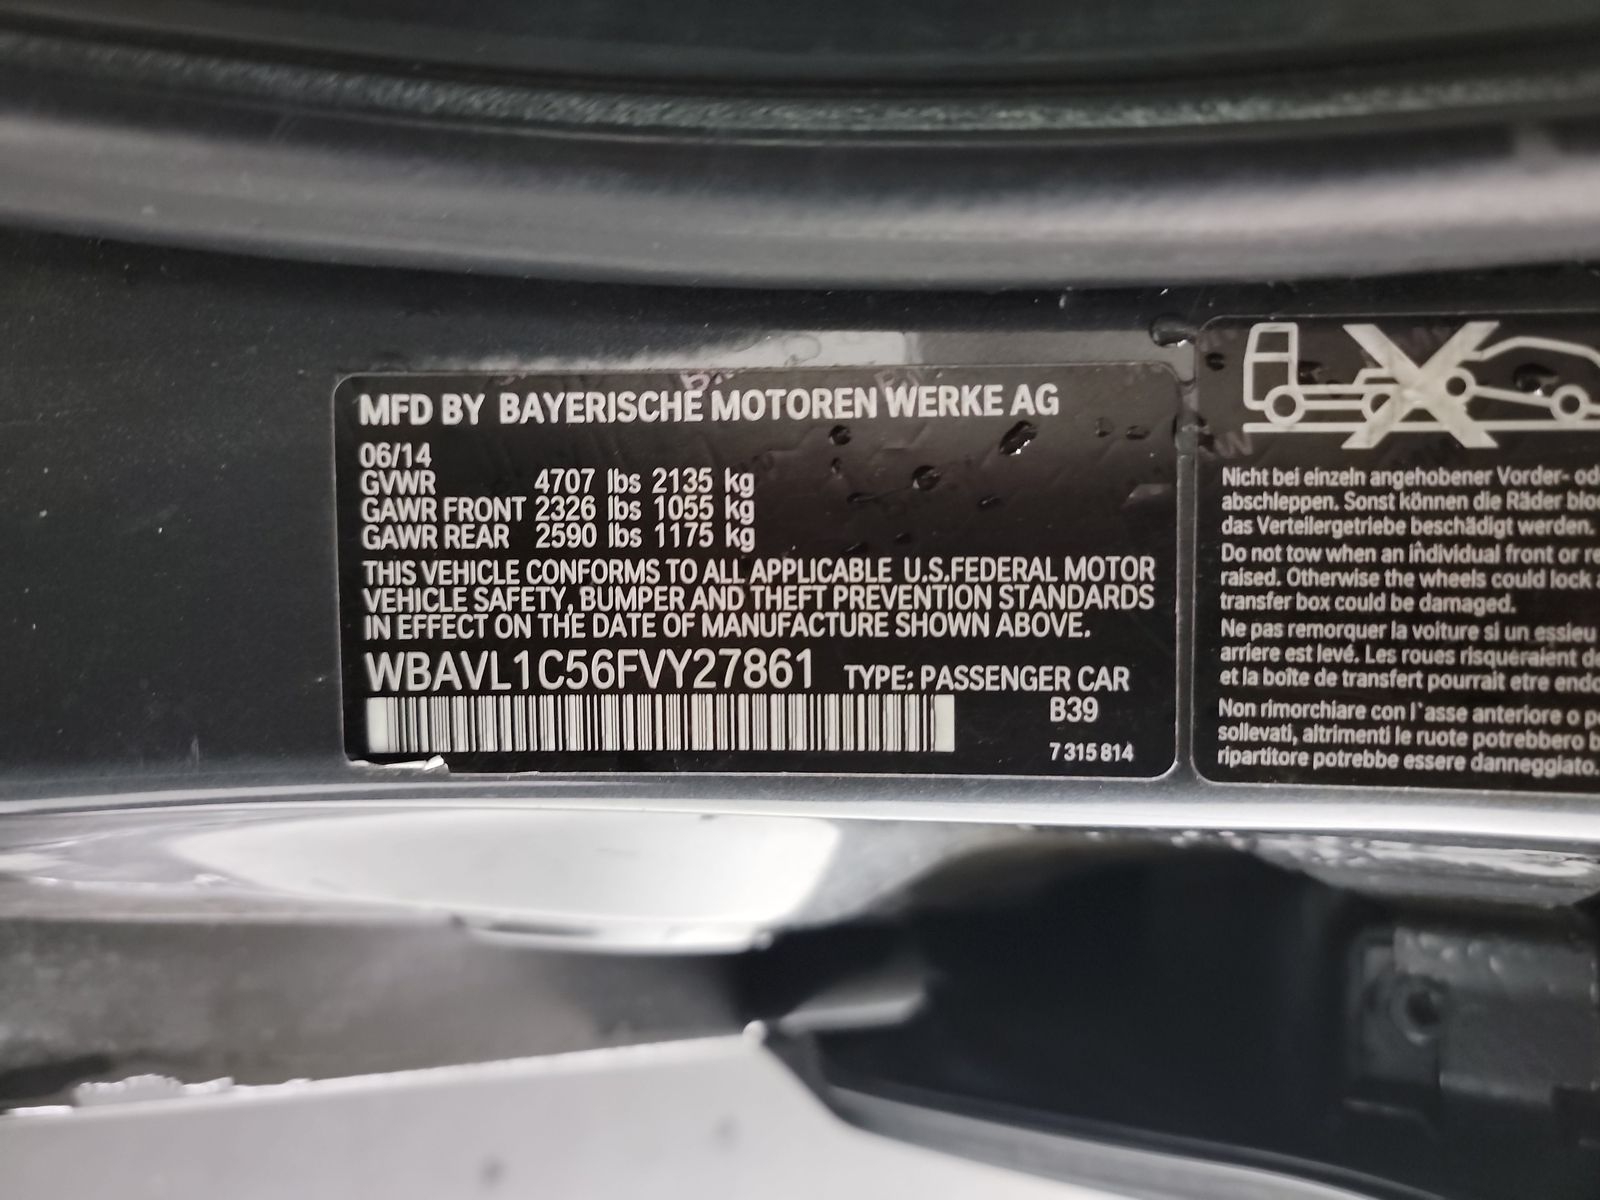 MFD BY BAYERISCHE MOTOREN WERKE AG
06/14
GVWR 4707 lbs 2135 kg
GAWR FRONT 2326 lbs 1055 kg
GAWR REAR 2590 lbs 1175 kg
THIS VEHICLE CONFORMS TO ALL APPLICABLE U.S.FEDERAL MOTOR
VEHICLE SAFETY, BUMPER AND THEFT PREVENTION STANDARDS
IN EFFECT ON THE DATE OF MANUFACTURE SHOWN ABOVE.
WBAVL1C56FVY27861 TYPE: PASSENGER CAR
B39
7 315 814
Nicht bei einzeln angehobener Vorder- od
abschleppen. Sonst können die Räder blo
das Verteilergetriebe beschädigt werden.
Do not tow when an individual front or re
raised. Otherwise the wheels could lock a
transfer box could be damaged.
Ne pas remorquer la voiture si un essieu
arriere est levé. Les roues risqueraient de
et la boîte de transfert pourrait etre endo
Non rimorchiare con l'asse anteriore o po
sollevati, altrimenti le ruote potrebbero b
ripartitore potrebbe essere danneggiato.